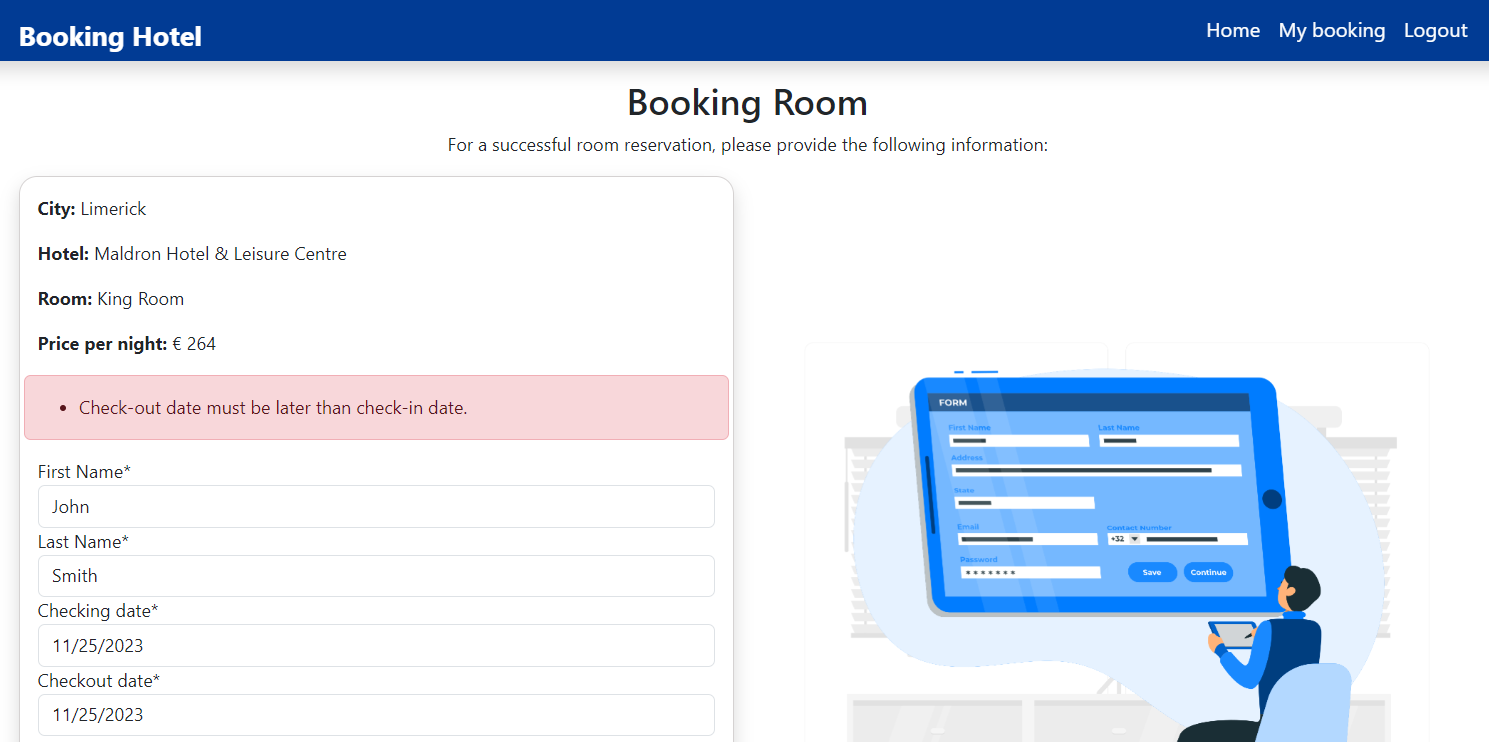 Booking Hotel
Home My booking Logout
Booking Room
For a successful room reservation, please provide the following information:
City: Limerick
Hotel: Maldron Hotel & Leisure Centre
Room: King Room
Price per night: € 264
• Check-out date must be later than check-in date.
First Name*
John
Last Name*
Smith
Checking date*
11/25/2023
Checkout date*
11/25/2023
FORM
First Name Last Name
Address
State
Email Contact Number
+32
Password
*******
Save Continue